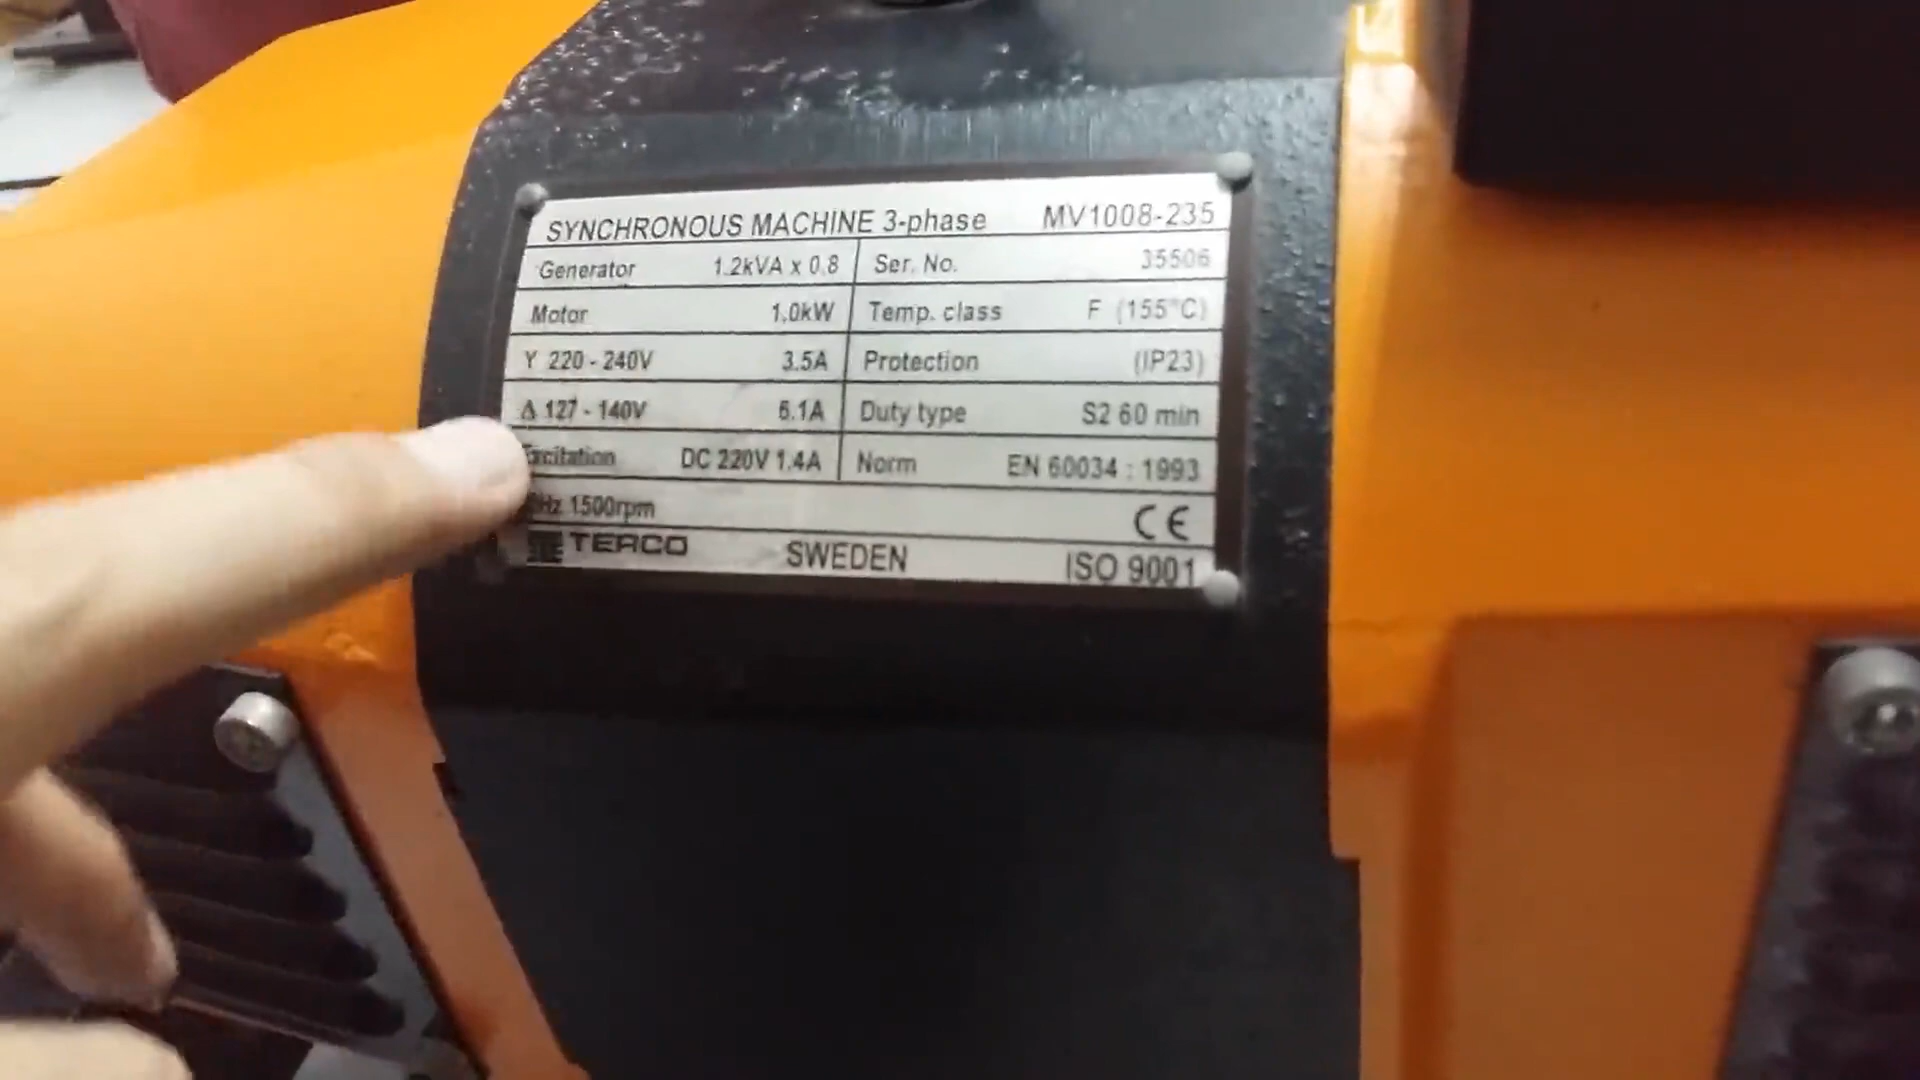 SYNCHRONOUS MACHINE 3-phase MV1008-235
Generator 1.2kVA x 0.8 Ser. No. 35506
Motor 1.0kW Temp. class F (155°C)
Y 220 - 240V 3.5A Protection (IP23)
Δ 127 - 140V 6.1A Duty type S2 60 min
Excitation DC 220V 1.4A Norm EN 60034 : 1993
Hz 1500rpm CE
TERCO SWEDEN ISO 9001